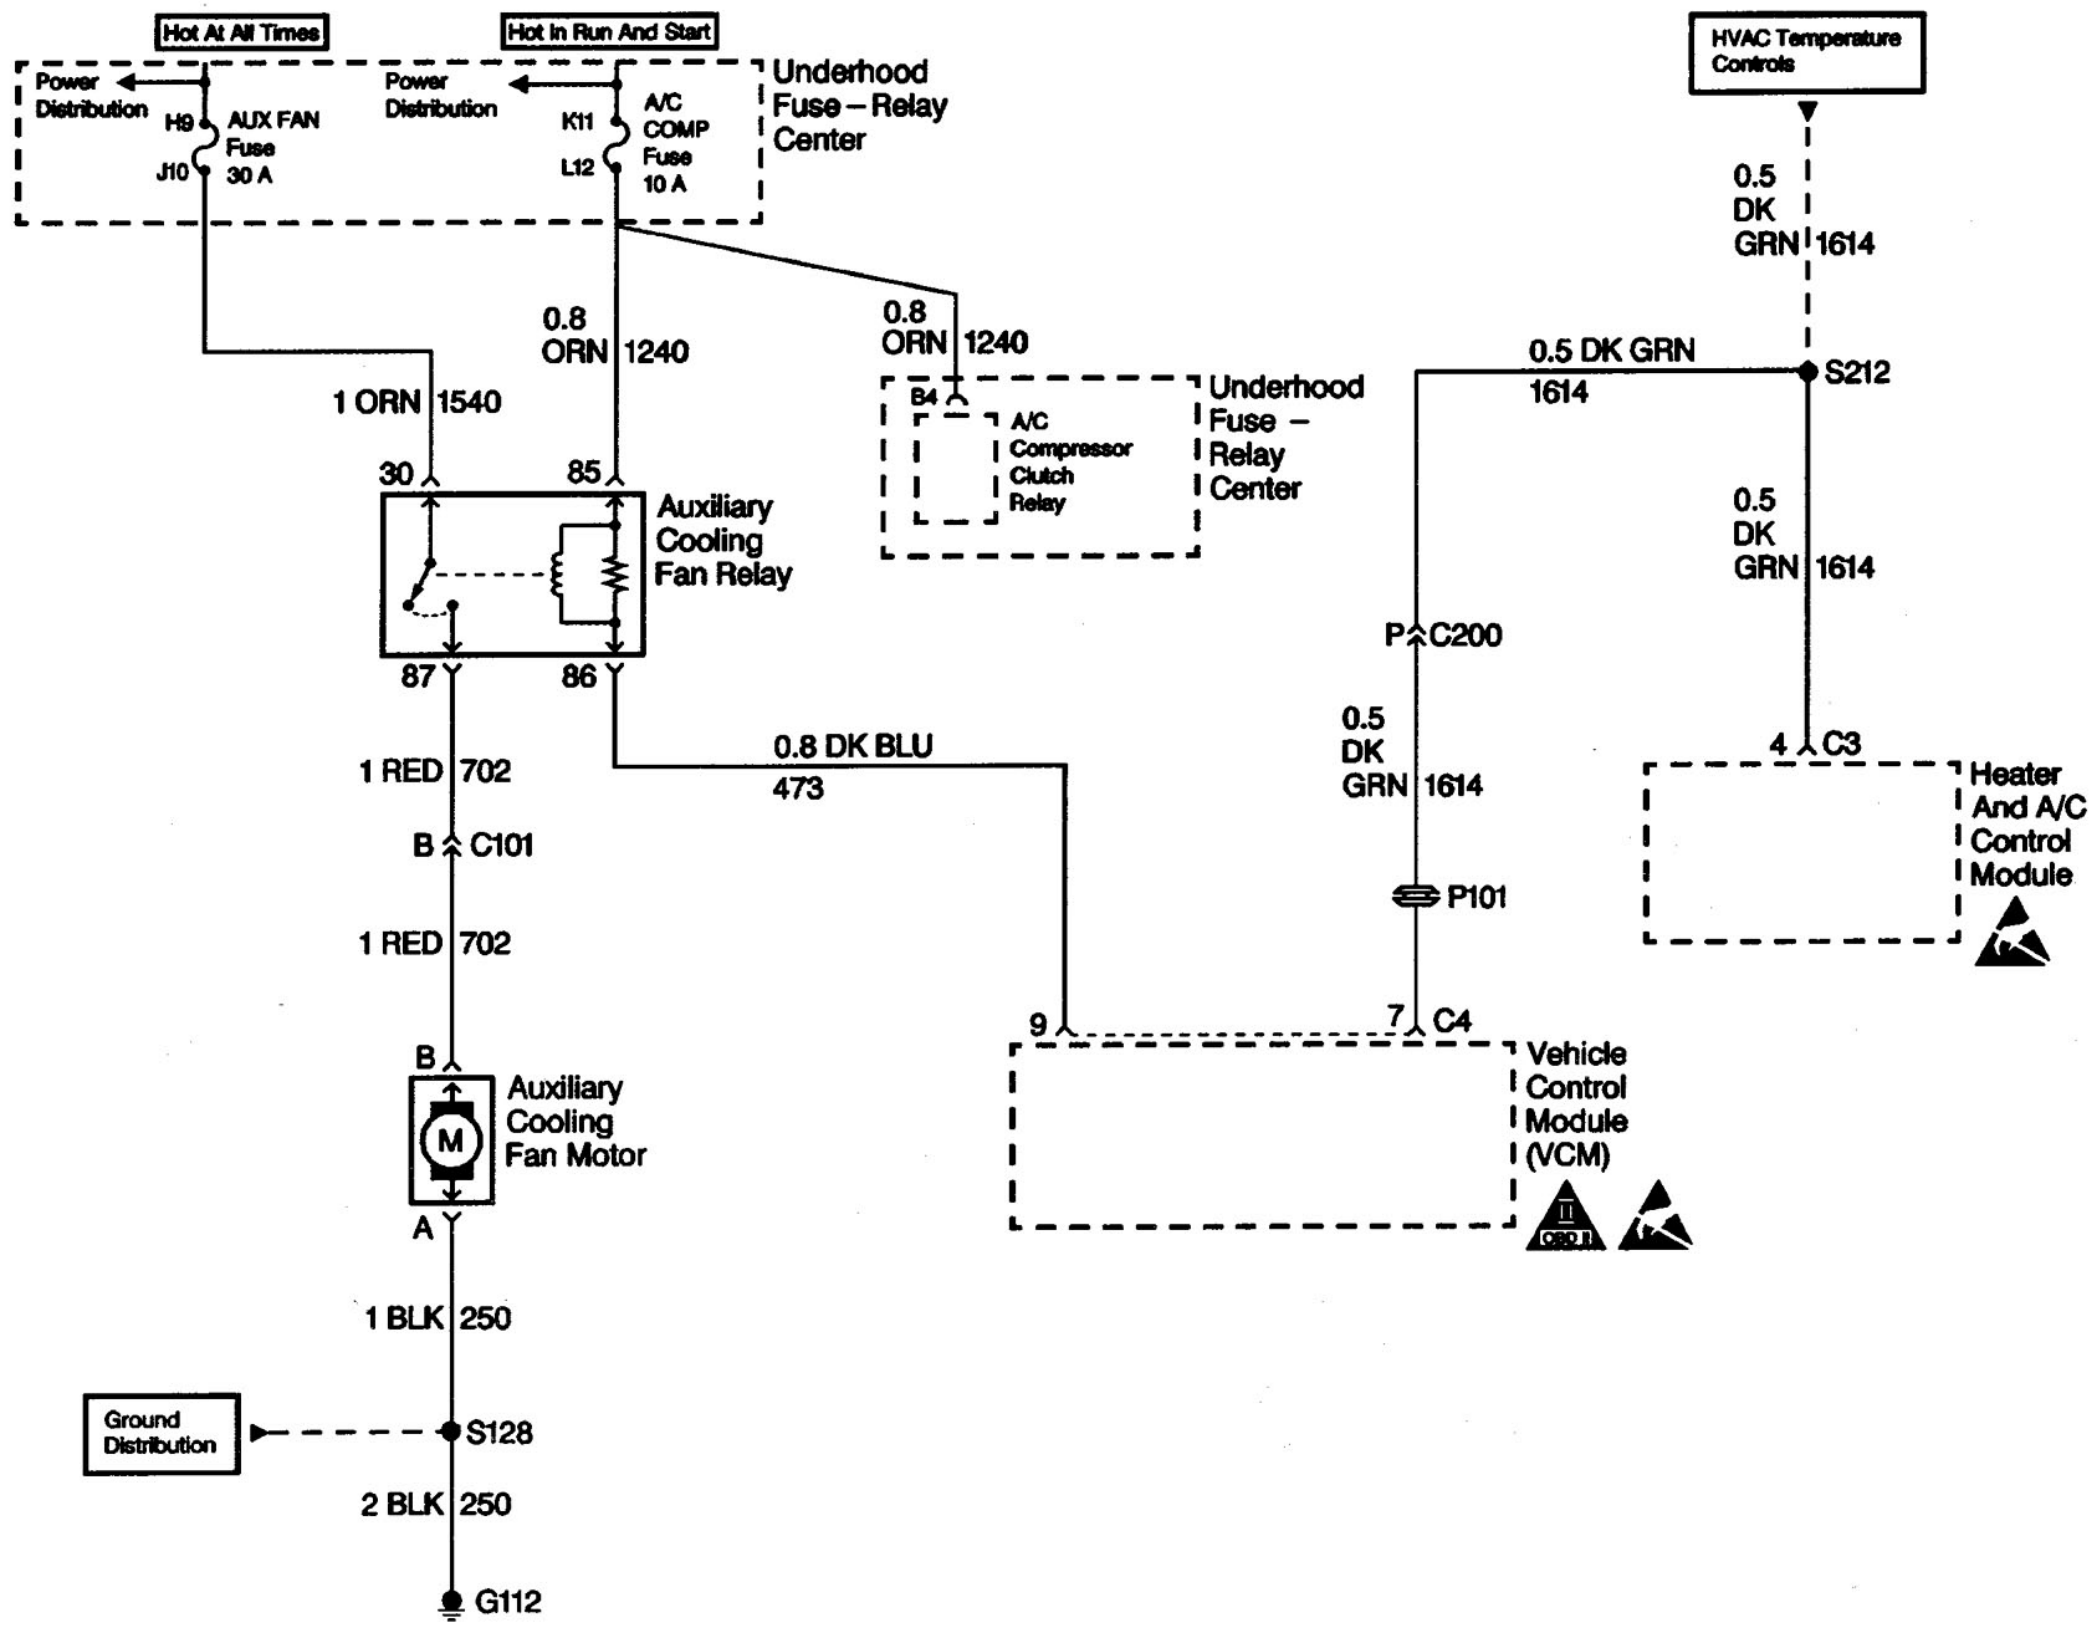 Hot At All Times
Hot In Run And Start
HVAC Temperature
Controls
Power
Distribution
H9
J10
AUX FAN
Fuse
30 A
Power
Distribution
K11
L12
A/C
COMP
Fuse
10 A
Underhood
Fuse – Relay
Center
0.5
DK
GRN 1614
0.8
ORN 1240
0.8
ORN 1240
1 ORN 1540
B4
A/C
Compressor
Clutch
Relay
Underhood
Fuse –
Relay
Center
0.5 DK GRN
1614
S212
30
85
Auxiliary
Cooling
Fan Relay
87
86
0.5
DK
GRN 1614
P C200
0.5
DK
GRN 1614
4 C3
Heater
And A/C
Control
Module
1 RED 702
0.8 DK BLU
473
B C101
1 RED 702
P101
9
7 C4
Vehicle
Control
Module
(VCM)
II
OBD II
B
M
Auxiliary
Cooling
Fan Motor
A
1 BLK 250
Ground
Distribution
S128
2 BLK 250
G112